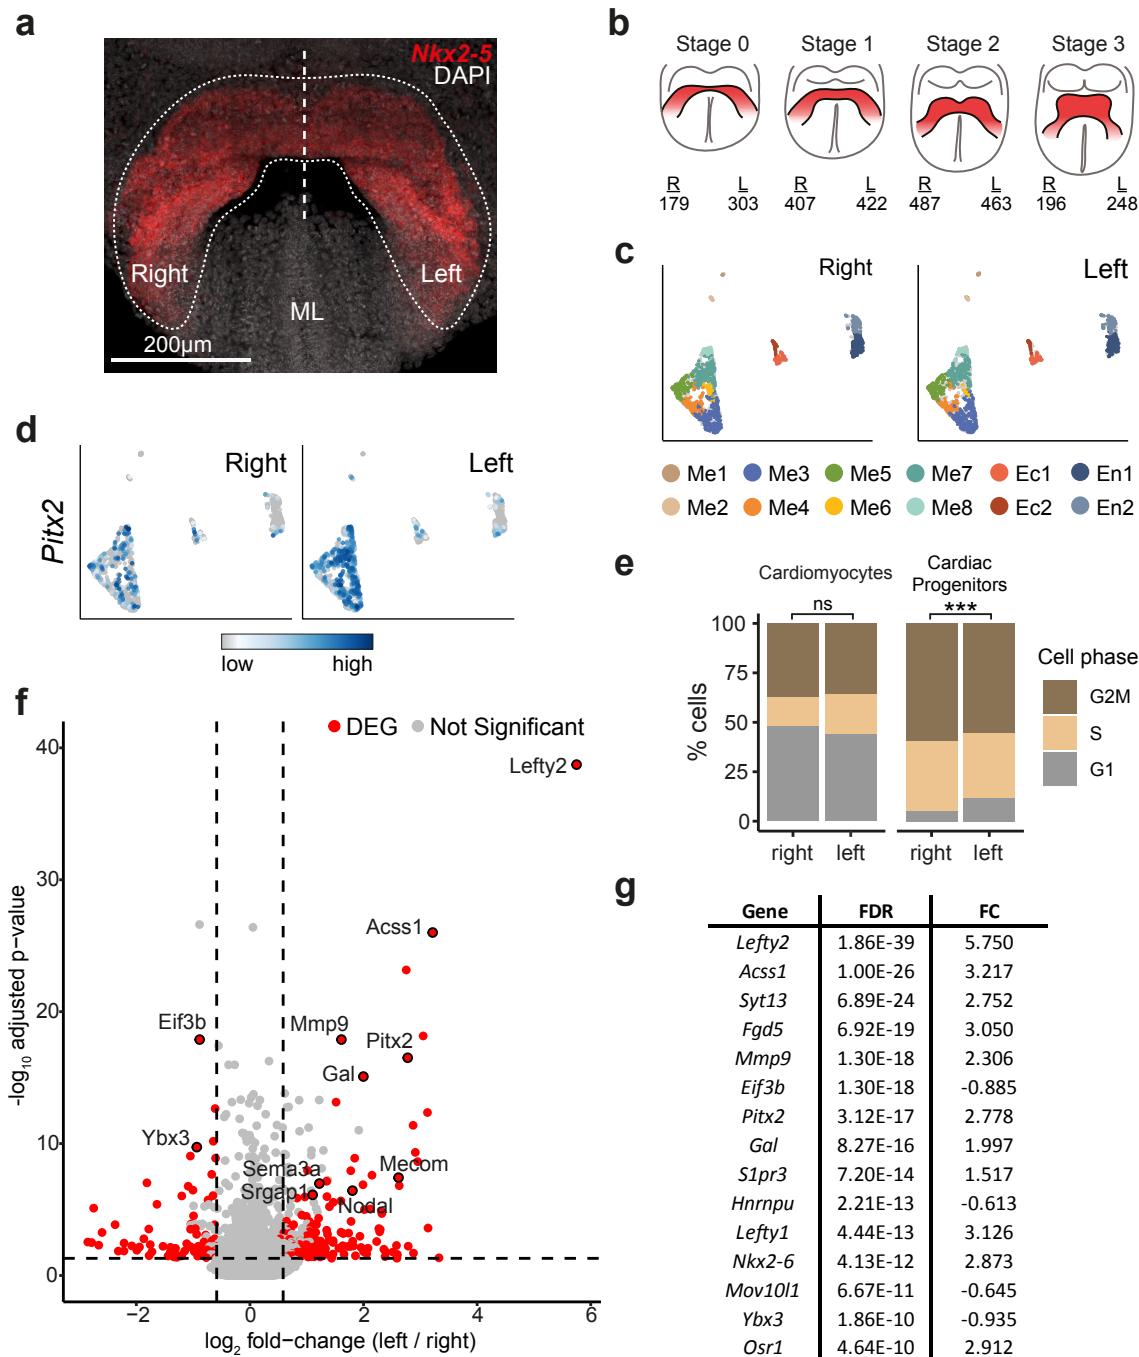 a
Nkx2-5
DAPI
Right
Left
ML
200µm
b
Stage 0
Stage 1
Stage 2
Stage 3
R L
179 303
R L
407 422
R L
487 463
R L
196 248
c
Right
Left
Me1
Me3
Me5
Me7
Ec1
En1
Me2
Me4
Me6
Me8
Ec2
En2
d
Pitx2
Right
Left
low
high
e
Cardiomyocytes
Cardiac
Progenitors
ns
***
100
75
50
25
0
% cells
right
left
right
left
Cell phase
G2M
S
G1
f
DEG
Not Significant
40
30
20
10
0
-log10 adjusted p−value
Lefty2
Acss1
Eif3b
Mmp9
Pitx2
Gal
Ybx3
Sema3a
Mecom
Srgap1
Nodal
−2
0
2
4
6
log2 fold−change (left / right)
g
Gene FDR FC
Lefty2 1.86E-39 5.750
Acss1 1.00E-26 3.217
Syt13 6.89E-24 2.752
Fgd5 6.92E-19 3.050
Mmp9 1.30E-18 2.306
Eif3b 1.30E-18 -0.885
Pitx2 3.12E-17 2.778
Gal 8.27E-16 1.997
S1pr3 7.20E-14 1.517
Hnrnpu 2.21E-13 -0.613
Lefty1 4.44E-13 3.126
Nkx2-6 4.13E-12 2.873
Mov10l1 6.67E-11 -0.645
Ybx3 1.86E-10 -0.935
Osr1 4.64E-10 2.912